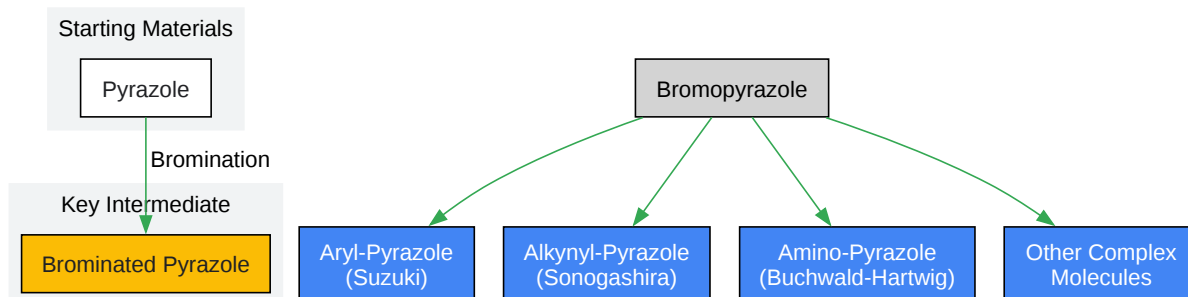 Starting Materials
Pyrazole
Bromination
Key Intermediate
Brominated Pyrazole
Bromopyrazole
Aryl-Pyrazole
(Suzuki)
Alkynyl-Pyrazole
(Sonogashira)
Amino-Pyrazole
(Buchwald-Hartwig)
Other Complex
Molecules